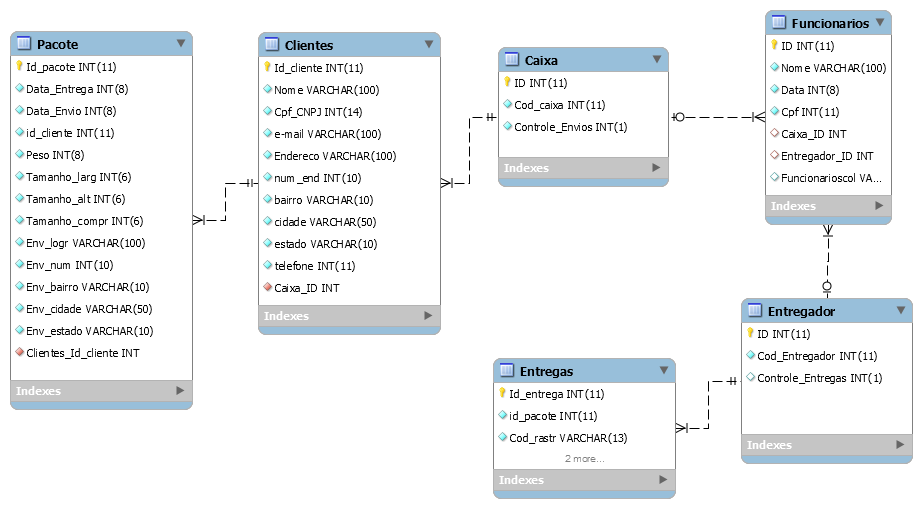 Pacote
Id_pacote INT(11)
Data_Entrega INT(8)
Data_Envio INT(8)
id_cliente INT(11)
Peso INT(8)
Tamanho_larg INT(6)
Tamanho_alt INT(6)
Tamanho_compr INT(6)
Env_logr VARCHAR(100)
Env_num INT(10)
Env_bairro VARCHAR(10)
Env_cidade VARCHAR(50)
Env_estado VARCHAR(10)
Clientes_Id_cliente INT
Indexes
Clientes
Id_cliente INT(11)
Nome VARCHAR(100)
Cpf_CNPJ INT(14)
e-mail VARCHAR(100)
Endereco VARCHAR(100)
num_end INT(10)
bairro VARCHAR(10)
cidade VARCHAR(50)
estado VARCHAR(10)
telefone INT(11)
Caixa_ID INT
Indexes
Caixa
ID INT(11)
Cod_caixa INT(11)
Controle_Envios INT(1)
Indexes
Funcionarios
ID INT(11)
Nome VARCHAR(100)
Data INT(8)
Cpf INT(11)
Caixa_ID INT
Entregador_ID INT
Funcionarioscol VA...
Indexes
Entregas
Id_entrega INT(11)
id_pacote INT(11)
Cod_rastr VARCHAR(13)
2 more...
Indexes
Entregador
ID INT(11)
Cod_Entregador INT(11)
Controle_Entregas INT(1)
Indexes